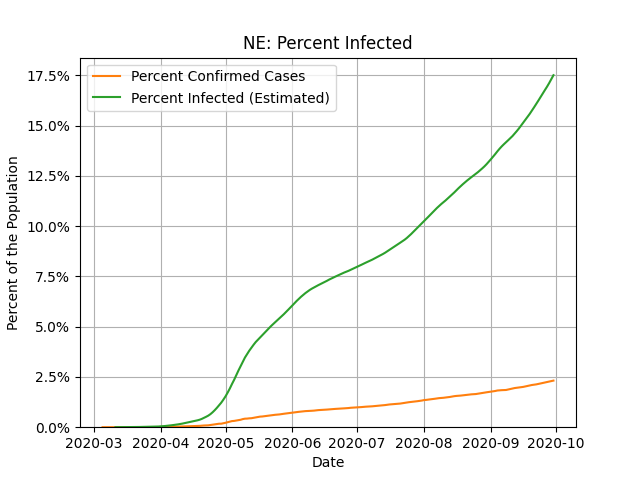 NE: Percent Infected
Percent Confirmed Cases
Percent Infected (Estimated)
Percent of the Population
17.5%
15.0%
12.5%
10.0%
7.5%
5.0%
2.5%
0.0%
2020-03 2020-04 2020-05 2020-06 2020-07 2020-08 2020-09 2020-10
Date